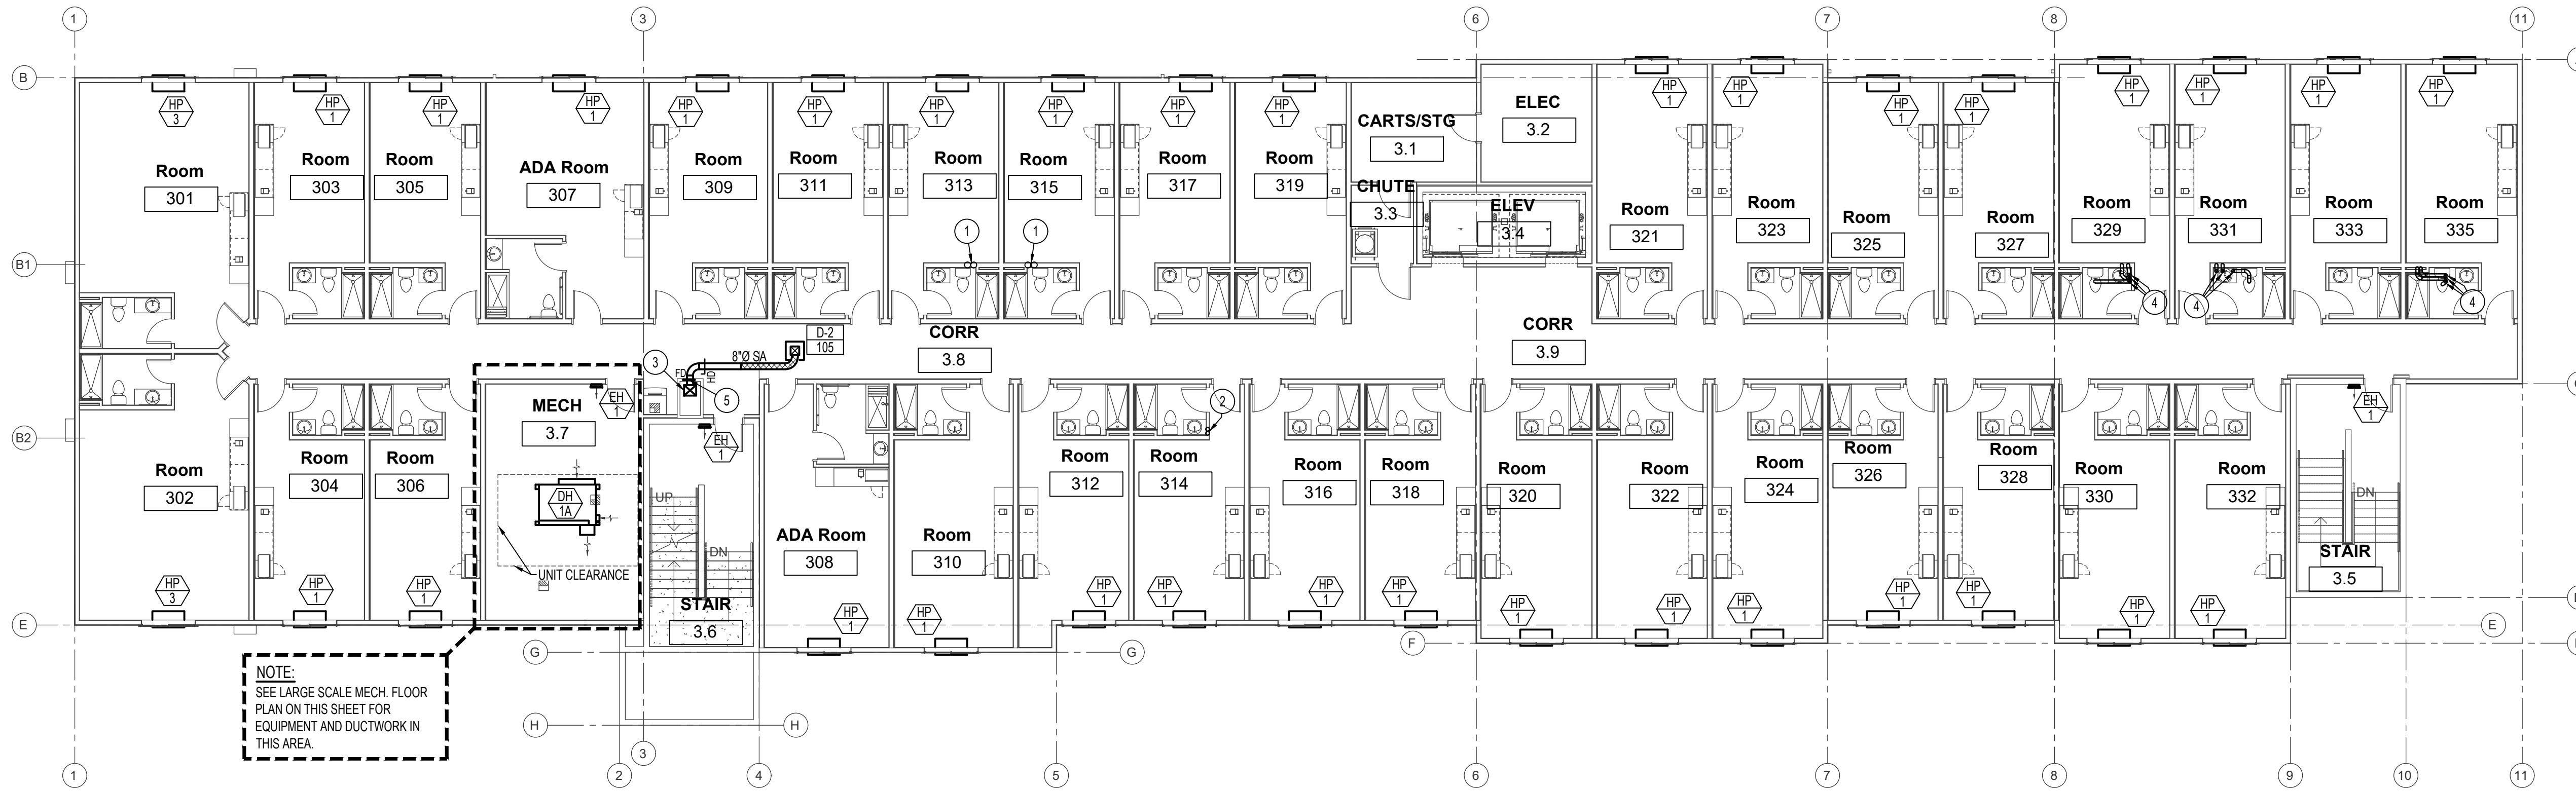 1
3
6
7
8
11
B
HP
3
HP
1
HP
1
HP
1
HP
1
HP
1
HP
1
HP
1
HP
1
HP
1
HP
1
HP
1
HP
1
HP
1
HP
1
HP
1
HP
1
HP
1
Room
301
Room
303
Room
305
ADA Room
307
Room
309
Room
311
Room
313
Room
315
Room
317
Room
319
CARTS/STG
3.1
ELEC
3.2
CHUTE
3.3
ELEV
3.4
Room
321
Room
323
Room
325
Room
327
Room
329
Room
331
Room
333
Room
335
1
1
4
4
4
B1
D-2
105
8"Ø SA
FD
HD
3
5
CORR
3.8
CORR
3.9
B2
MECH
3.7
EH
1
EH
1
EH
1
2
DH
1A
UNIT CLEARANCE
Room
302
Room
304
Room
306
UP
DN
STAIR
3.6
ADA Room
308
Room
310
Room
312
Room
314
Room
316
Room
318
Room
320
Room
322
Room
324
Room
326
Room
328
Room
330
Room
332
DN
STAIR
3.5
HP
3
HP
1
HP
1
HP
1
HP
1
HP
1
HP
1
HP
1
HP
1
HP
1
HP
1
HP
1
HP
1
HP
1
HP
1
HP
1
E
G
G
F
E
H
H
NOTE:
SEE LARGE SCALE MECH. FLOOR
PLAN ON THIS SHEET FOR
EQUIPMENT AND DUCTWORK IN
THIS AREA.
1
2
3
4
5
6
7
8
9
10
11